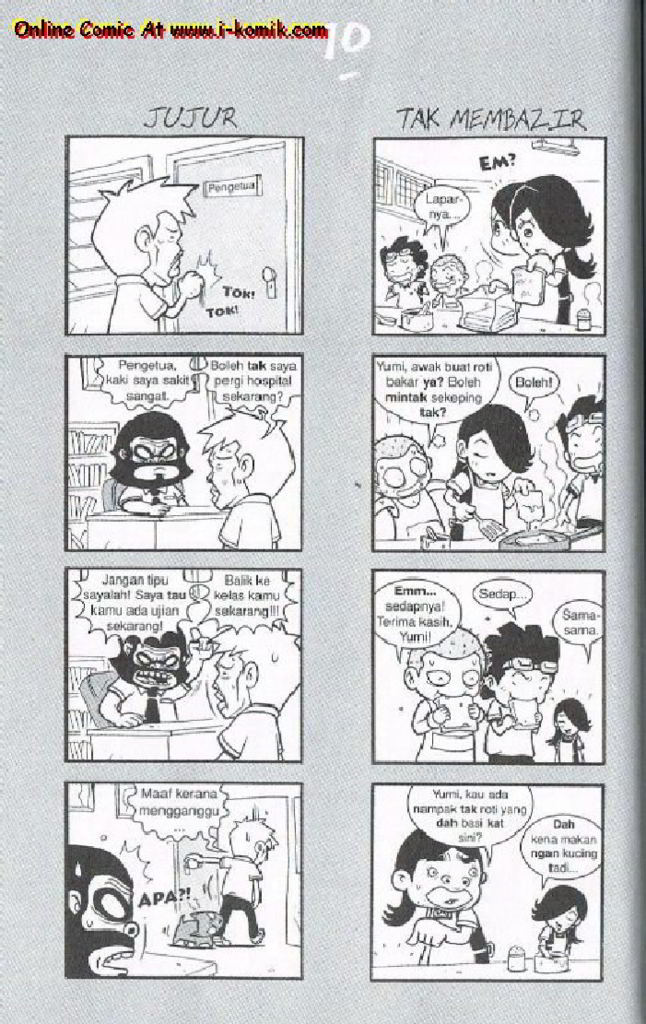 Online Comic At www.i-komik.com
10
JUJUR
Pengetua
TOK!
TOK!
Pengetua,
kaki saya sakit
sangat.
Boleh tak saya
pergi hospital
sekarang?
Jangan tipu
sayalah! Saya tau
kamu ada ujian
sekarang!
Balik ke
kelas kamu
sekarang!!!
Maaf kerana
mengganggu
...
APA?!
TAK MEMBAZIR
EM?
Lapar-
nya...
Yumi, awak buat roti
bakar ya? Boleh
mintak sekeping
tak?
Boleh!
Emm...
sedapnya!
Terima kasih,
Yumi!
Sedap...
Sama-
sama.
Yumi, kau ada
nampak tak roti yang
dah basi kat
sini?
Dah
kena makan
ngan kucing
tadi...